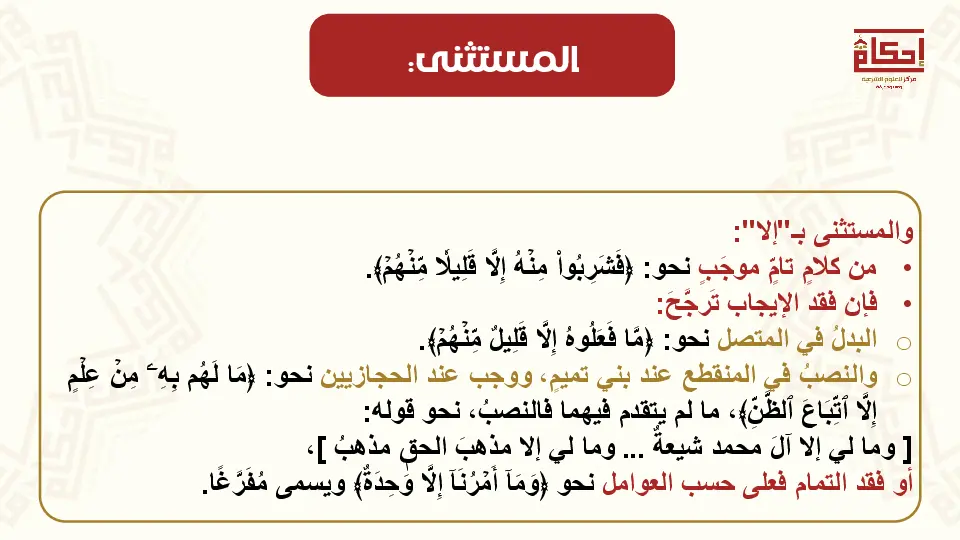 المستثنى:
إحكام
مركز للعلوم الشرعية
والمستثنى بـ"إلا":
• من كلامٍ تامٍّ موجَبٍ نحو: ﴿فَشَرِبُواْ مِنۡهُ إِلَّا قَلِيلٗا مِّنۡهُمۡ﴾.
• فإن فقد الإيجاب تَرجَّحَ:
○ البدلُ في المتصل نحو: ﴿مَّا فَعَلُوهُ إِلَّا قَلِيلٞ مِّنۡهُمۡ﴾.
○ والنصبُ في المنقطع عند بني تميمٍ، ووجب عند الحجازيين نحو: ﴿مَا لَهُم بِهِۦ مِنۡ عِلۡمٍ
إِلَّا ٱتِّبَاعَ ٱلظَّنِّ﴾، ما لم يتقدم فيهما فالنصبُ، نحو قوله:
[ وما لي إلا آلَ محمد شيعةٌ ... وما لي إلا مذهبَ الحقِ مذهبُ ]،
أو فقد التمام فعلى حسب العوامل نحو ﴿وَمَآ أَمۡرُنَآ إِلَّا وَٰحِدَةٞ﴾ ويسمى مُفَرَّغًا.